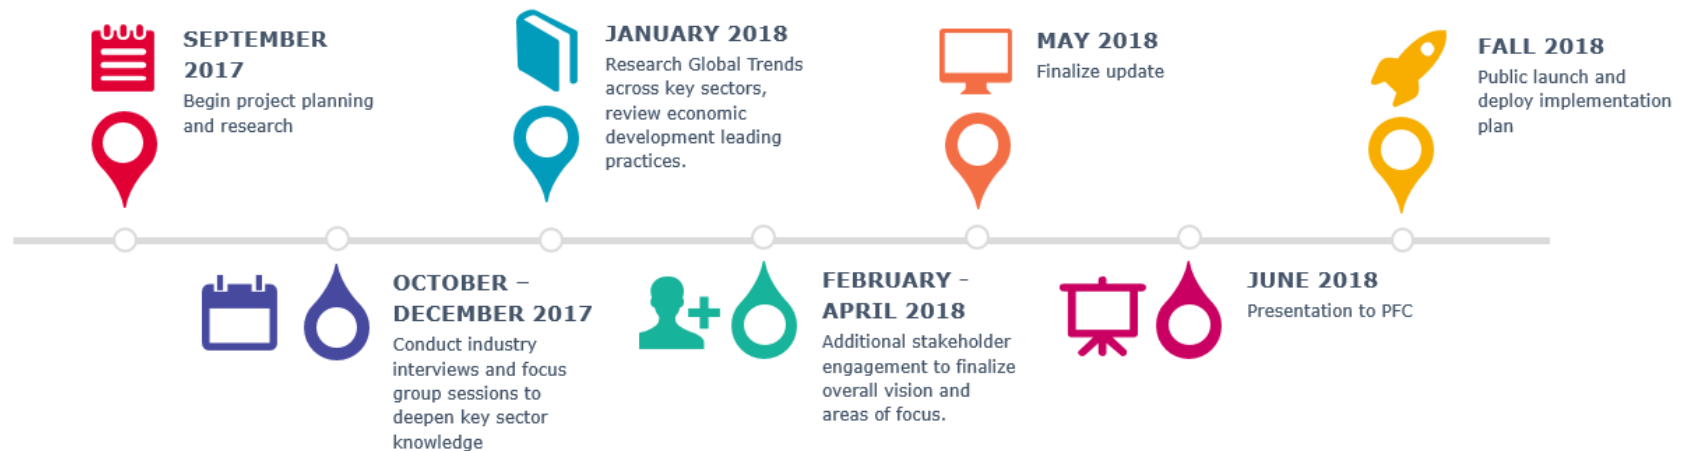 SEPTEMBER
2017
Begin project planning
and research
OCTOBER –
DECEMBER 2017
Conduct industry
interviews and focus
group sessions to
deepen key sector
knowledge
JANUARY 2018
Research Global Trends
across key sectors,
review economic
development leading
practices.
FEBRUARY -
APRIL 2018
Additional stakeholder
engagement to finalize
overall vision and
areas of focus.
MAY 2018
Finalize update
JUNE 2018
Presentation to PFC
FALL 2018
Public launch and
deploy implementation
plan